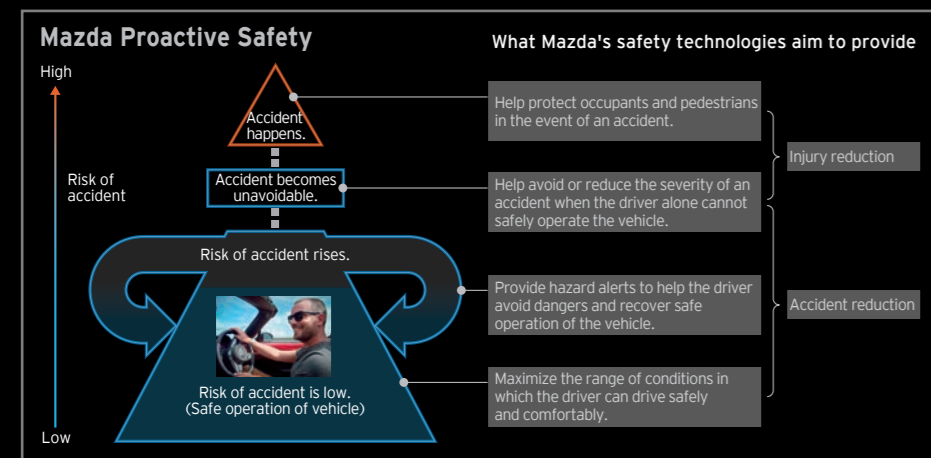 Mazda Proactive Safety
What Mazda's safety technologies aim to provide
High
Risk of
accident
Low
Accident
happens.
Accident becomes
unavoidable.
Risk of accident rises.
Risk of accident is low.
(Safe operation of vehicle)
Help protect occupants and pedestrians
in the event of an accident.
Help avoid or reduce the severity of an
accident when the driver alone cannot
safely operate the vehicle.
Provide hazard alerts to help the driver
avoid dangers and recover safe
operation of the vehicle.
Maximize the range of conditions in
which the driver can drive safely
and comfortably.
Injury reduction
Accident reduction